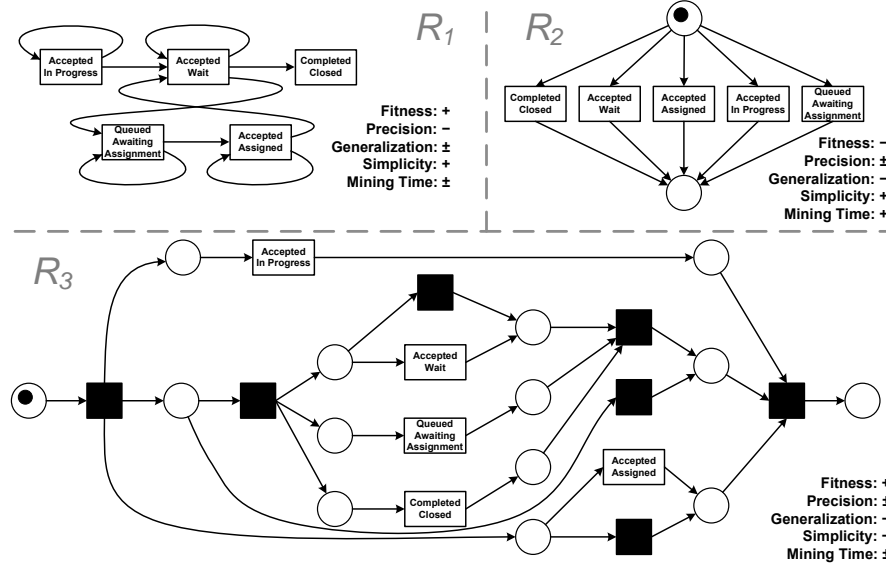 R1
Accepted
In Progress
Accepted
Wait
Completed
Closed
Queued
Awaiting
Assignment
Accepted
Assigned
Fitness: +
Precision: −
Generalization: ±
Simplicity: +
Mining Time: ±
R2
Completed
Closed
Accepted
Wait
Accepted
Assigned
Accepted
In Progress
Queued
Awaiting
Assignment
Fitness: −
Precision: ±
Generalization: −
Simplicity: +
Mining Time: +
R3
Accepted
In Progress
Accepted
Wait
Queued
Awaiting
Assignment
Completed
Closed
Accepted
Assigned
Fitness: +
Precision: ±
Generalization: −
Simplicity: −
Mining Time: ±